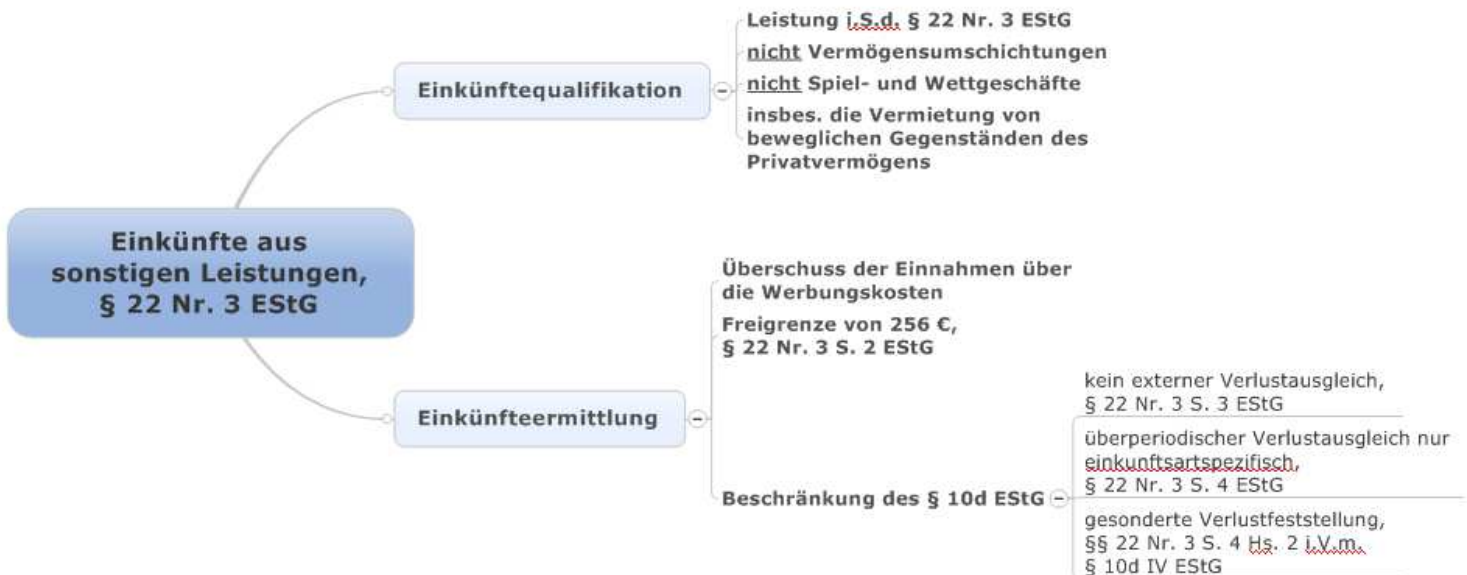 Einkünfte aus
sonstigen Leistungen,
§ 22 Nr. 3 EStG
Einkünftequalifikation
Leistung i.S.d. § 22 Nr. 3 EStG
nicht Vermögensumschichtungen
nicht Spiel- und Wettgeschäfte
insbes. die Vermietung von
beweglichen Gegenständen des
Privatvermögens
Einkünfteermittlung
Überschuss der Einnahmen über
die Werbungskosten
Freigrenze von 256 €,
§ 22 Nr. 3 S. 2 EStG
Beschränkung des § 10d EStG
kein externer Verlustausgleich,
§ 22 Nr. 3 S. 3 EStG
überperiodischer Verlustausgleich nur
einkunftsartspezifisch,
§ 22 Nr. 3 S. 4 EStG
gesonderte Verlustfeststellung,
§§ 22 Nr. 3 S. 4 Hs. 2 i.V.m.
§ 10d IV EStG